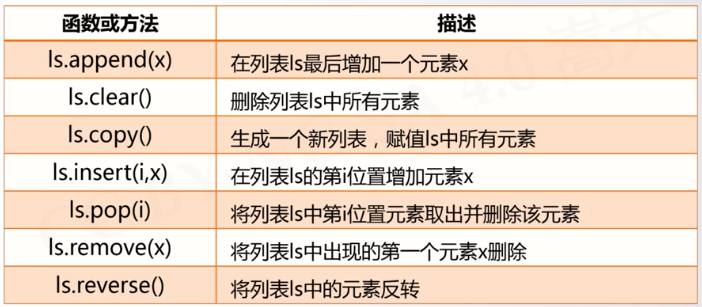 函数或方法 描述
ls.append(x) 在列表ls最后增加一个元素x
ls.clear() 删除列表ls中所有元素
ls.copy() 生成一个新列表，赋值ls中所有元素
ls.insert(i,x) 在列表ls的第i位置增加元素x
ls.pop(i) 将列表ls中第i位置元素取出并删除该元素
ls.remove(x) 将列表ls中出现的第一个元素x删除
ls.reverse() 将列表ls中的元素反转